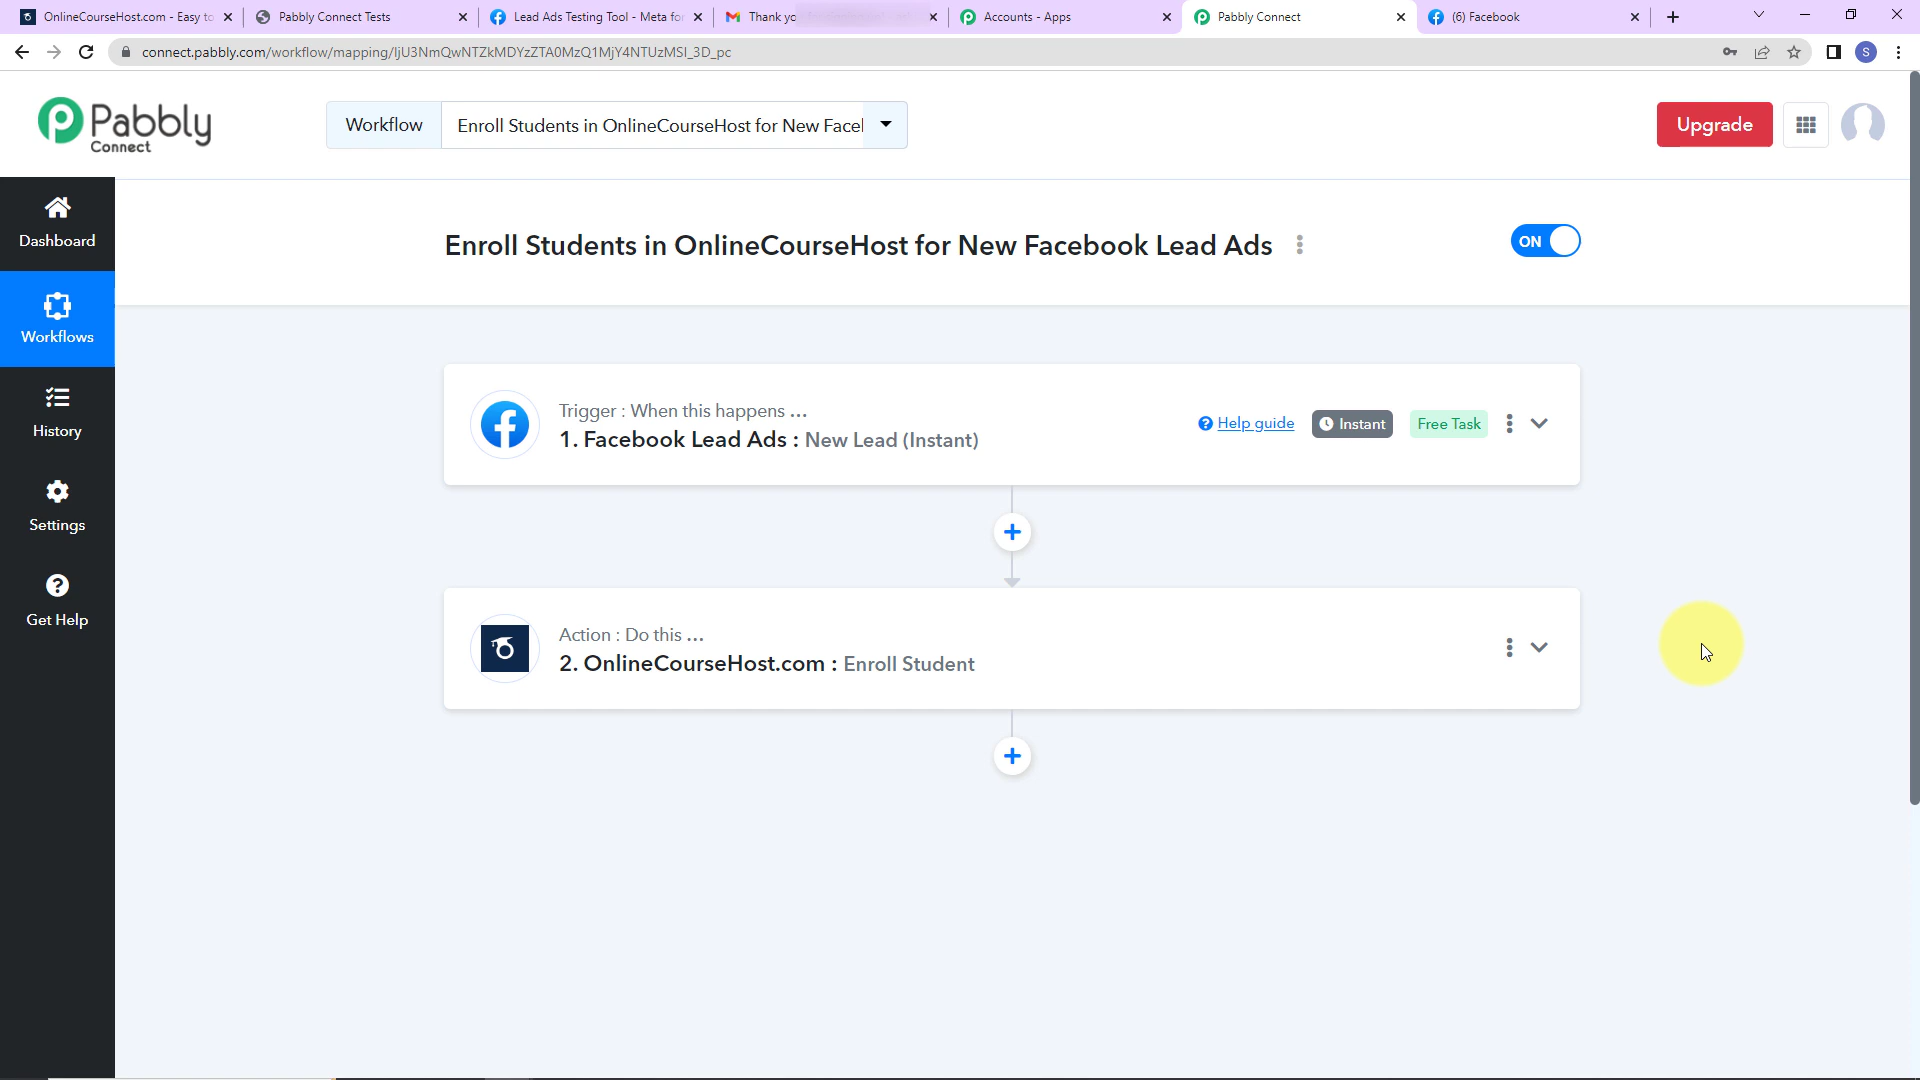 OnlineCourseHost.com - Easy to
Pabbly Connect Tests
Lead Ads Testing Tool - Meta for
Thank yo
Accounts - Apps
Pabbly Connect
(6) Facebook
connect.pabbly.com/workflow/mapping/IjU3NmQwNTZkMDYzZTA0MzQ1MjY4NTUzMSI_3D_pc
S
Pabbly
Connect
Workflow
Enroll Students in OnlineCourseHost for New Facel
Upgrade
Enroll Students in OnlineCourseHost for New Facebook Lead Ads
ON
Dashboard
Workflows
History
Settings
Get Help
Trigger : When this happens ...
1. Facebook Lead Ads : New Lead (Instant)
Help guide
Instant
Free Task
Action : Do this ...
2. OnlineCourseHost.com : Enroll Student